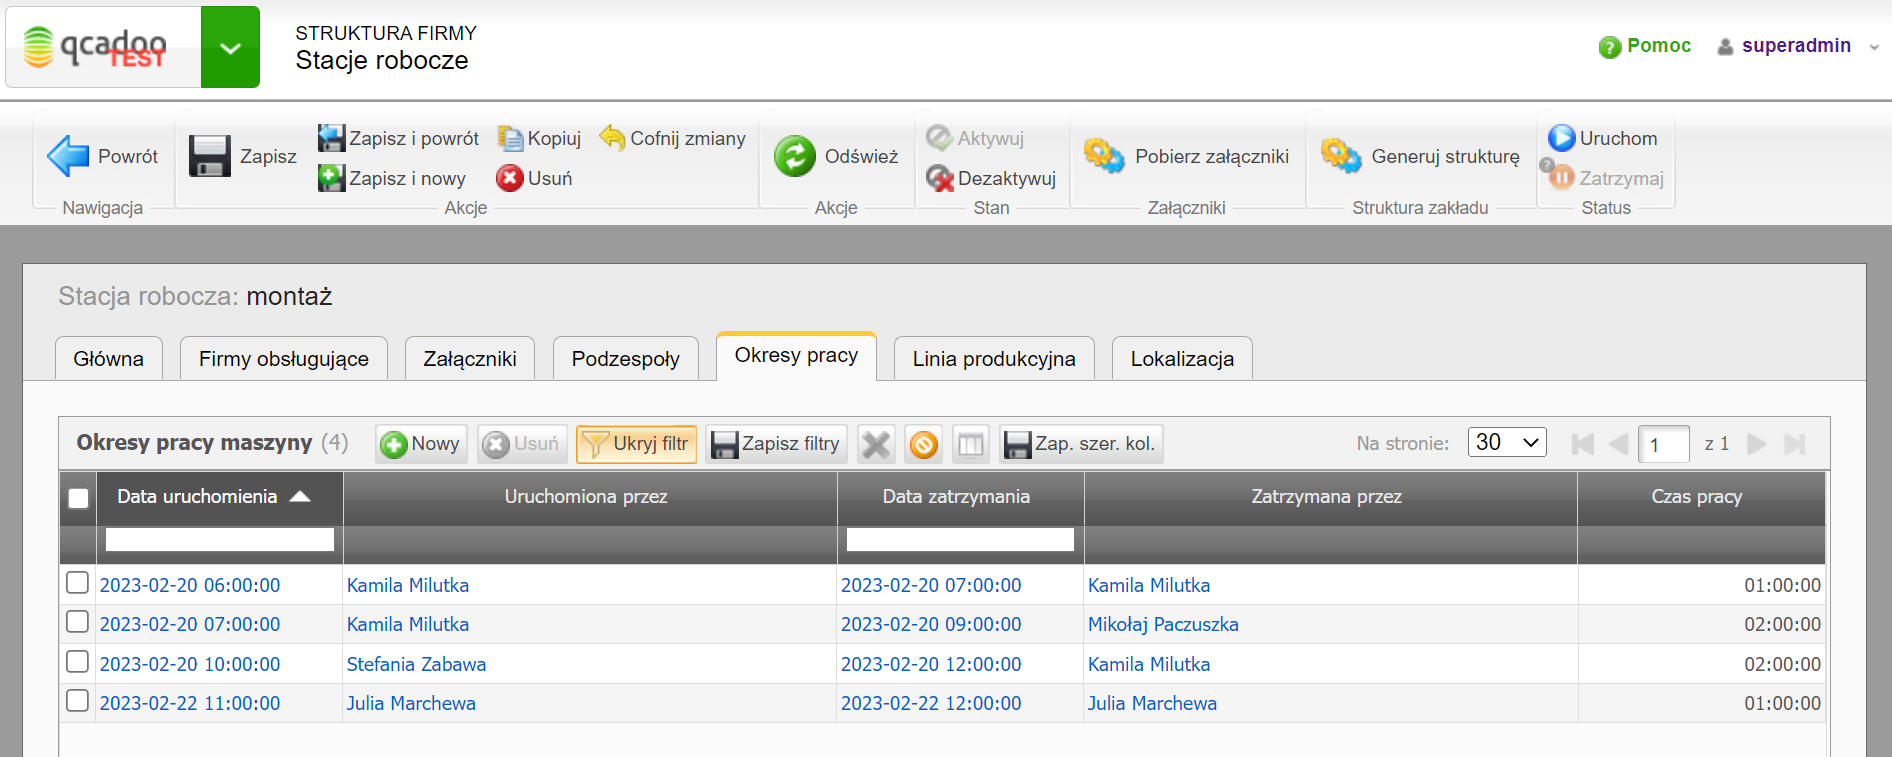 qcadoo TEST
STRUKTURA FIRMY
Stacje robocze
Pomoc superadmin
Powrót
Nawigacja
Zapisz
Zapisz i powrót Kopiuj Cofnij zmiany
Zapisz i nowy Usuń
Akcje
Odśwież
Akcje
Aktywuj
Dezaktywuj
Stan
Pobierz załączniki
Załączniki
Generuj strukturę
Struktura zakładu
Uruchom
Zatrzymaj
Status
Stacja robocza: montaż
Główna Firmy obsługujące Załączniki Podzespoły Okresy pracy Linia produkcyjna Lokalizacja
Okresy pracy maszyny (4) Nowy Usuń Ukryj filtr Zapisz filtry Zap. szer. kol. Na stronie: 30 1 z 1
Data uruchomienia Uruchomiona przez Data zatrzymania Zatrzymana przez Czas pracy
2023-02-20 06:00:00 Kamila Milutka 2023-02-20 07:00:00 Kamila Milutka 01:00:00
2023-02-20 07:00:00 Kamila Milutka 2023-02-20 09:00:00 Mikołaj Paczuszka 02:00:00
2023-02-20 10:00:00 Stefania Zabawa 2023-02-20 12:00:00 Kamila Milutka 02:00:00
2023-02-22 11:00:00 Julia Marchewa 2023-02-22 12:00:00 Julia Marchewa 01:00:00